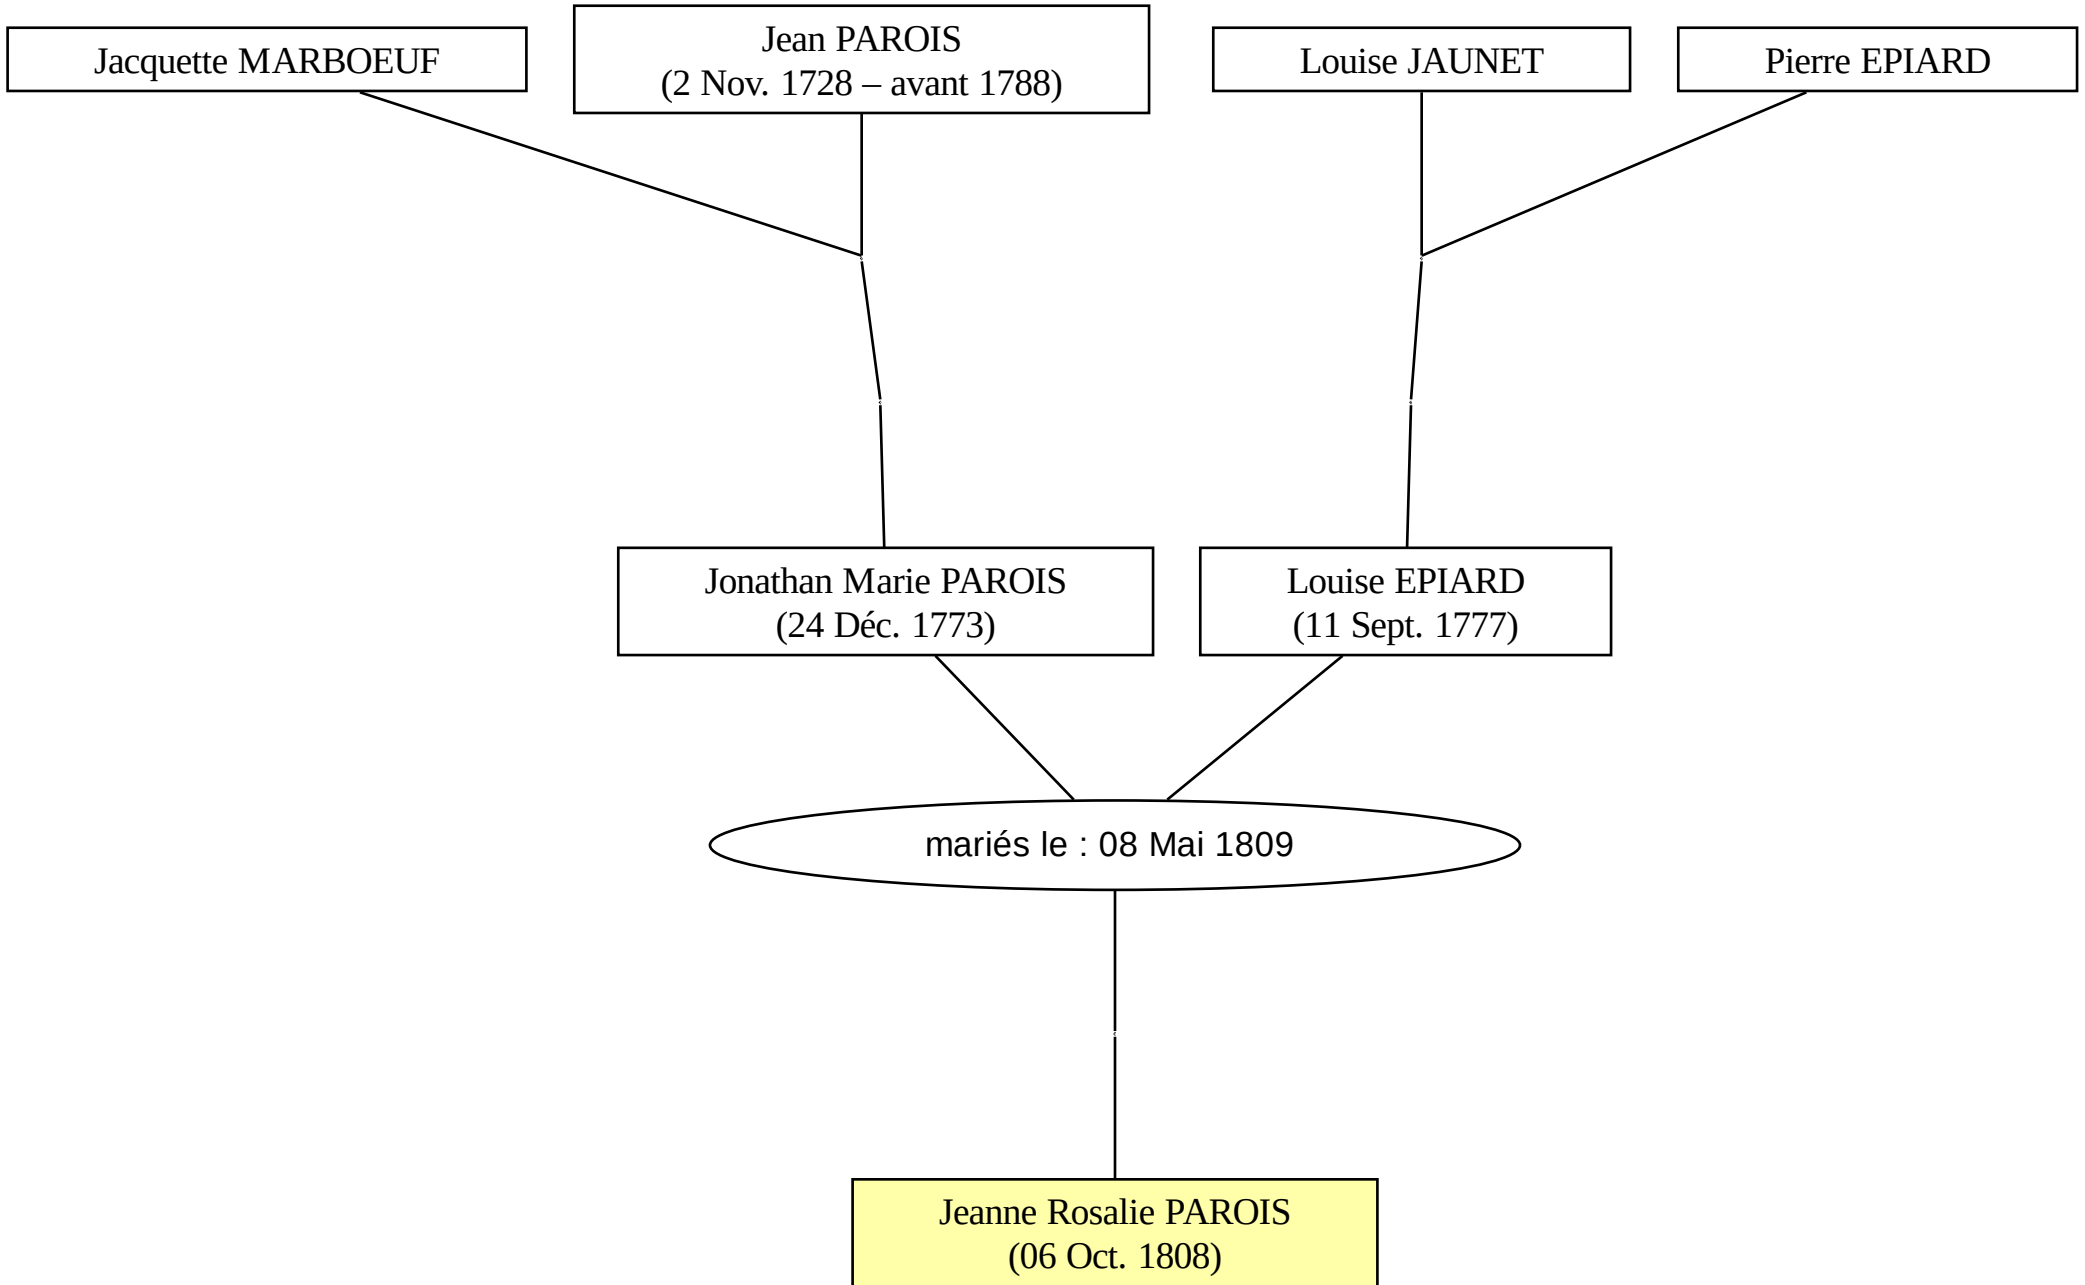 Jacquette MARBOEUF
Jean PAROIS
(2 Nov. 1728 – avant 1788)
Louise JAUNET
Pierre EPIARD
Jonathan Marie PAROIS
(24 Déc. 1773)
Louise EPIARD
(11 Sept. 1777)
mariés le : 08 Mai 1809
Jeanne Rosalie PAROIS
(06 Oct. 1808)